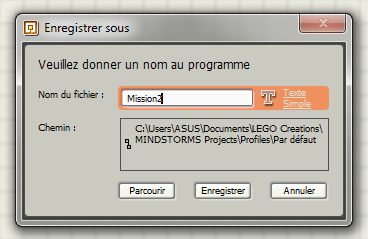 Enregistrer sous
Veuillez donner un nom au programme
Nom du fichier :
Mission2
Texte
Simple
Chemin :
C:\Users\ASUS\Documents\LEGO Creations\
MINDSTORMS Projects\Profiles\Par défaut
Parcourir
Enregistrer
Annuler